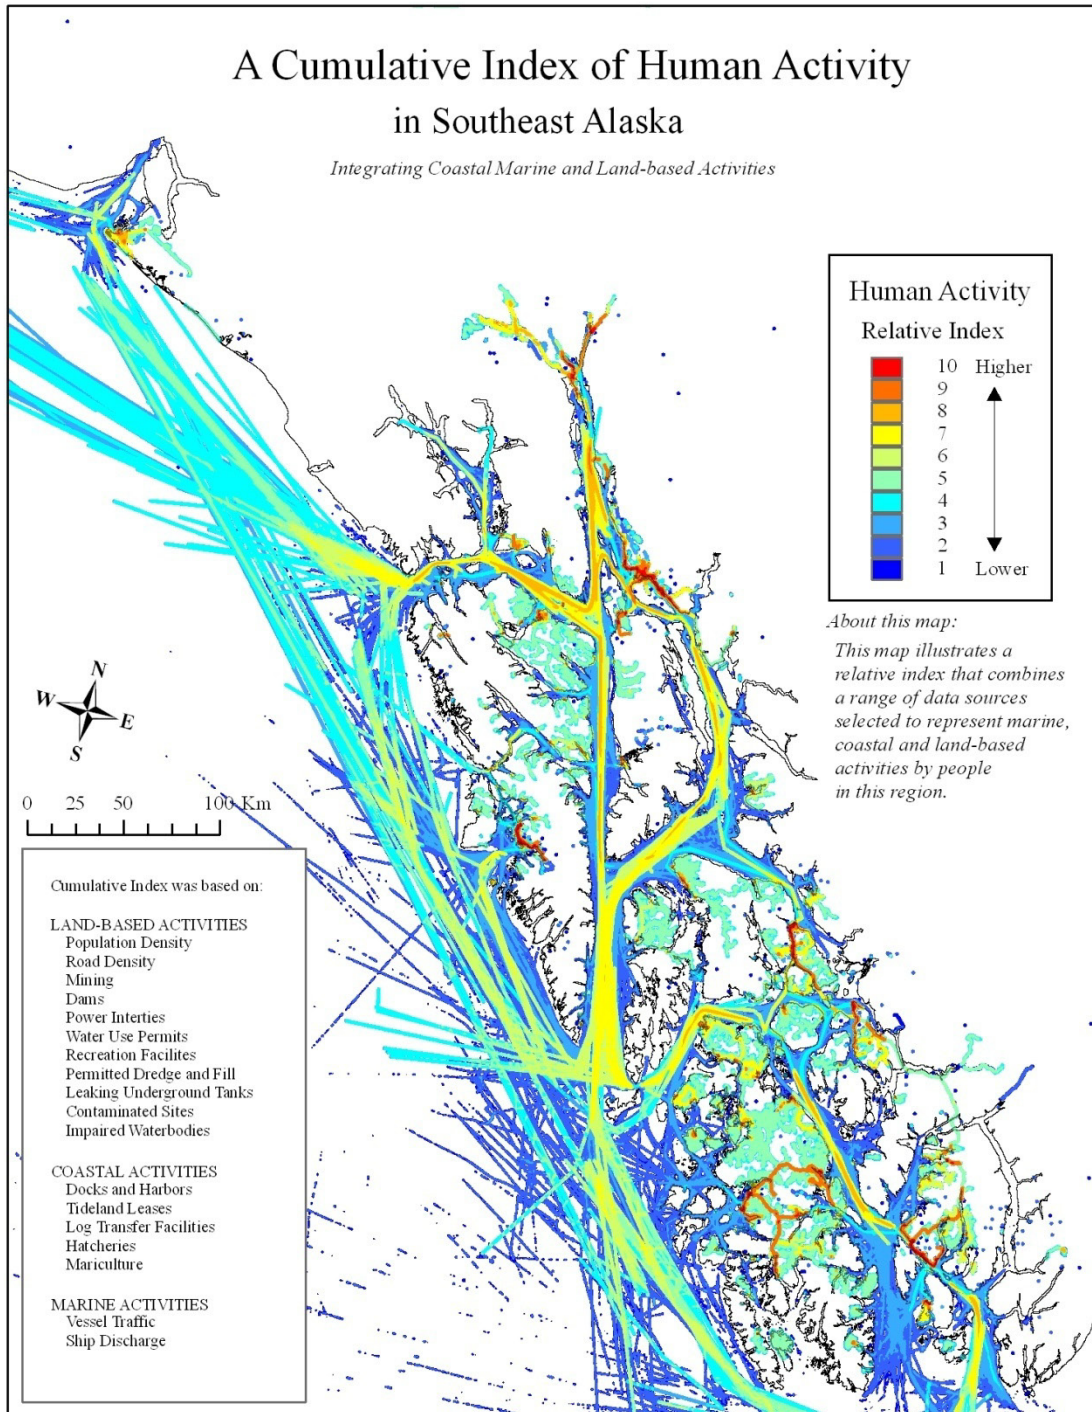 A Cumulative Index of Human Activity
in Southeast Alaska
Integrating Coastal Marine and Land-based Activities
Human Activity
Relative Index
10 Higher
9
8
7
6
5
4
3
2
1 Lower
About this map:
This map illustrates a
relative index that combines
a range of data sources
selected to represent marine,
coastal and land-based
activities by people
in this region.
N
W
E
S
0 25 50 100 Km
Cumulative Index was based on:
LAND-BASED ACTIVITIES
Population Density
Road Density
Mining
Dams
Power Interties
Water Use Permits
Recreation Facilites
Permitted Dredge and Fill
Leaking Underground Tanks
Contaminated Sites
Impaired Waterbodies
COASTAL ACTIVITIES
Docks and Harbors
Tideland Leases
Log Transfer Facilities
Hatcheries
Mariculture
MARINE ACTIVITIES
Vessel Traffic
Ship Discharge